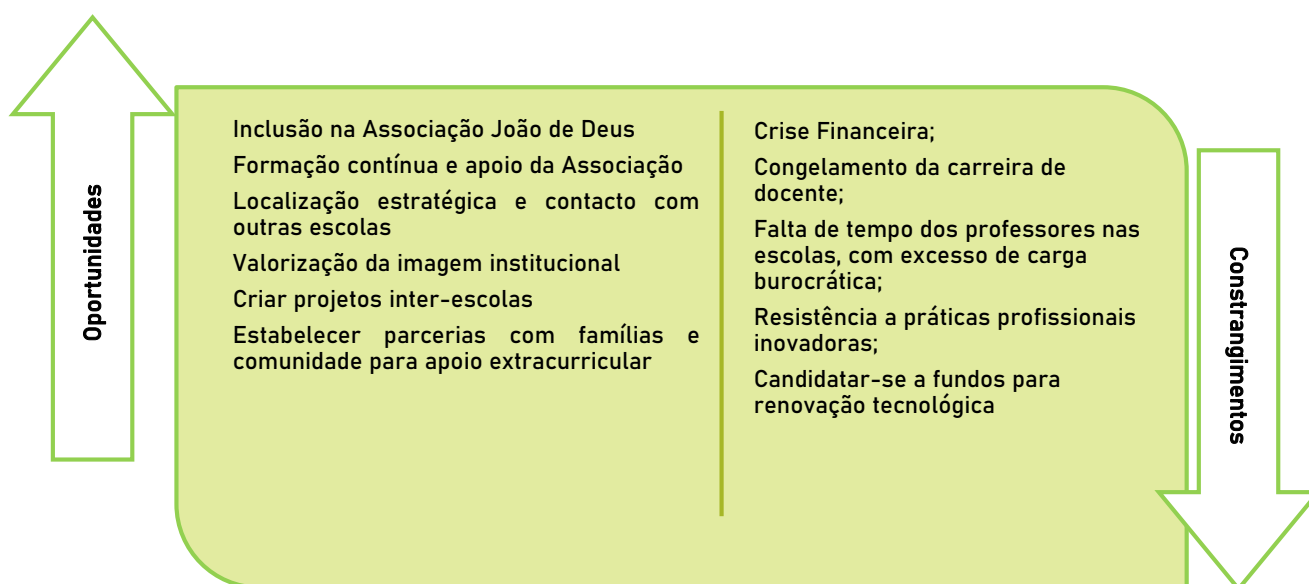 Oportunidades
Inclusão na Associação João de Deus
Formação contínua e apoio da Associação
Localização estratégica e contacto com
outras escolas
Valorização da imagem institucional
Criar projetos inter-escolas
Estabelecer parcerias com famílias e
comunidade para apoio extracurricular
Crise Financeira;
Congelamento da carreira de
docente;
Falta de tempo dos professores nas
escolas, com excesso de carga
burocrática;
Resistência a práticas profissionais
inovadoras;
Candidatar-se a fundos para
renovação tecnológica
Constrangimentos